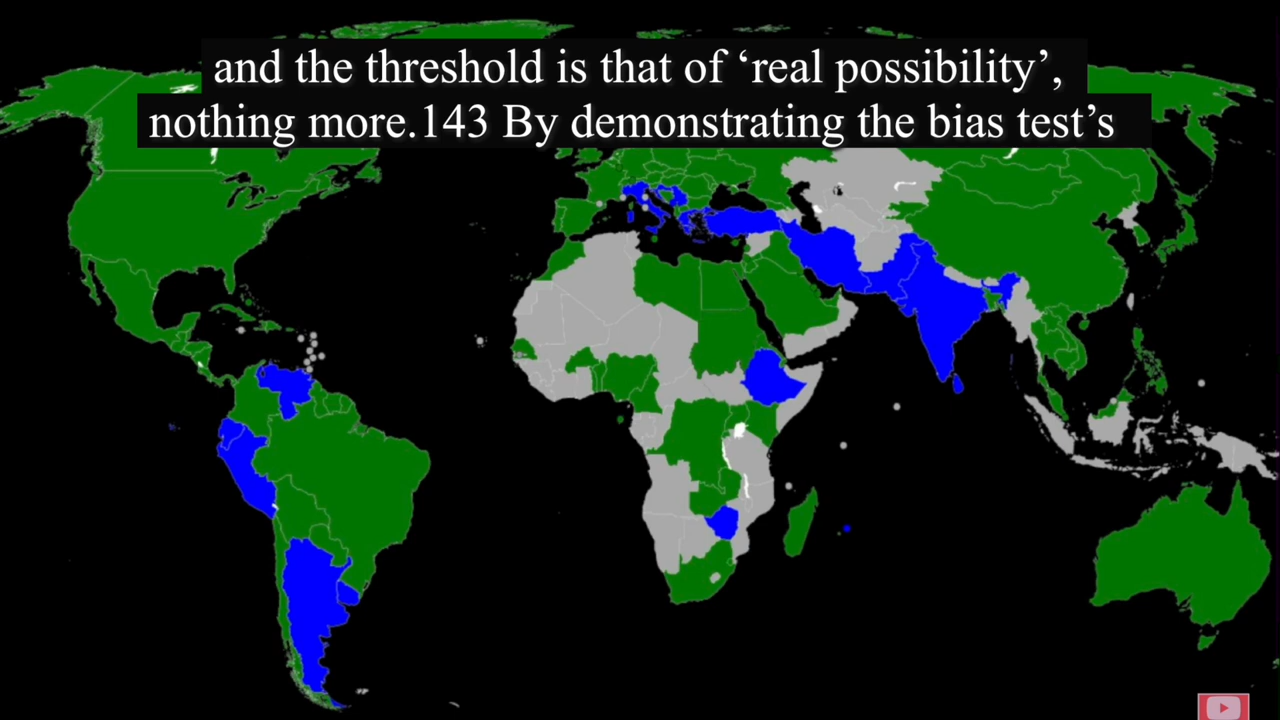 and the threshold is that of ‘real possibility’,
nothing more.143 By demonstrating the bias test’s